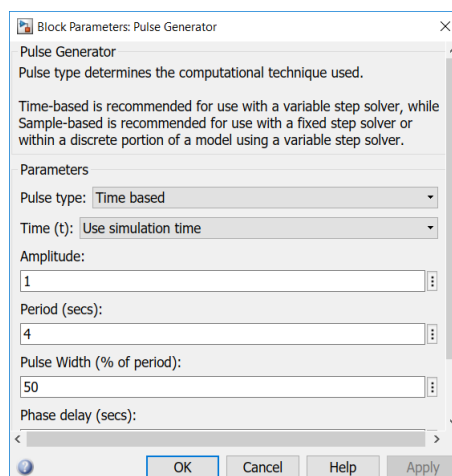 Block Parameters: Pulse Generator
Pulse Generator
Pulse type determines the computational technique used.
Time-based is recommended for use with a variable step solver, while
Sample-based is recommended for use with a fixed step solver or
within a discrete portion of a model using a variable step solver.
Parameters
Pulse type: Time based
Time (t): Use simulation time
Amplitude:
1
Period (secs):
4
Pulse Width (% of period):
50
Phase delay (secs):
OK Cancel Help Apply